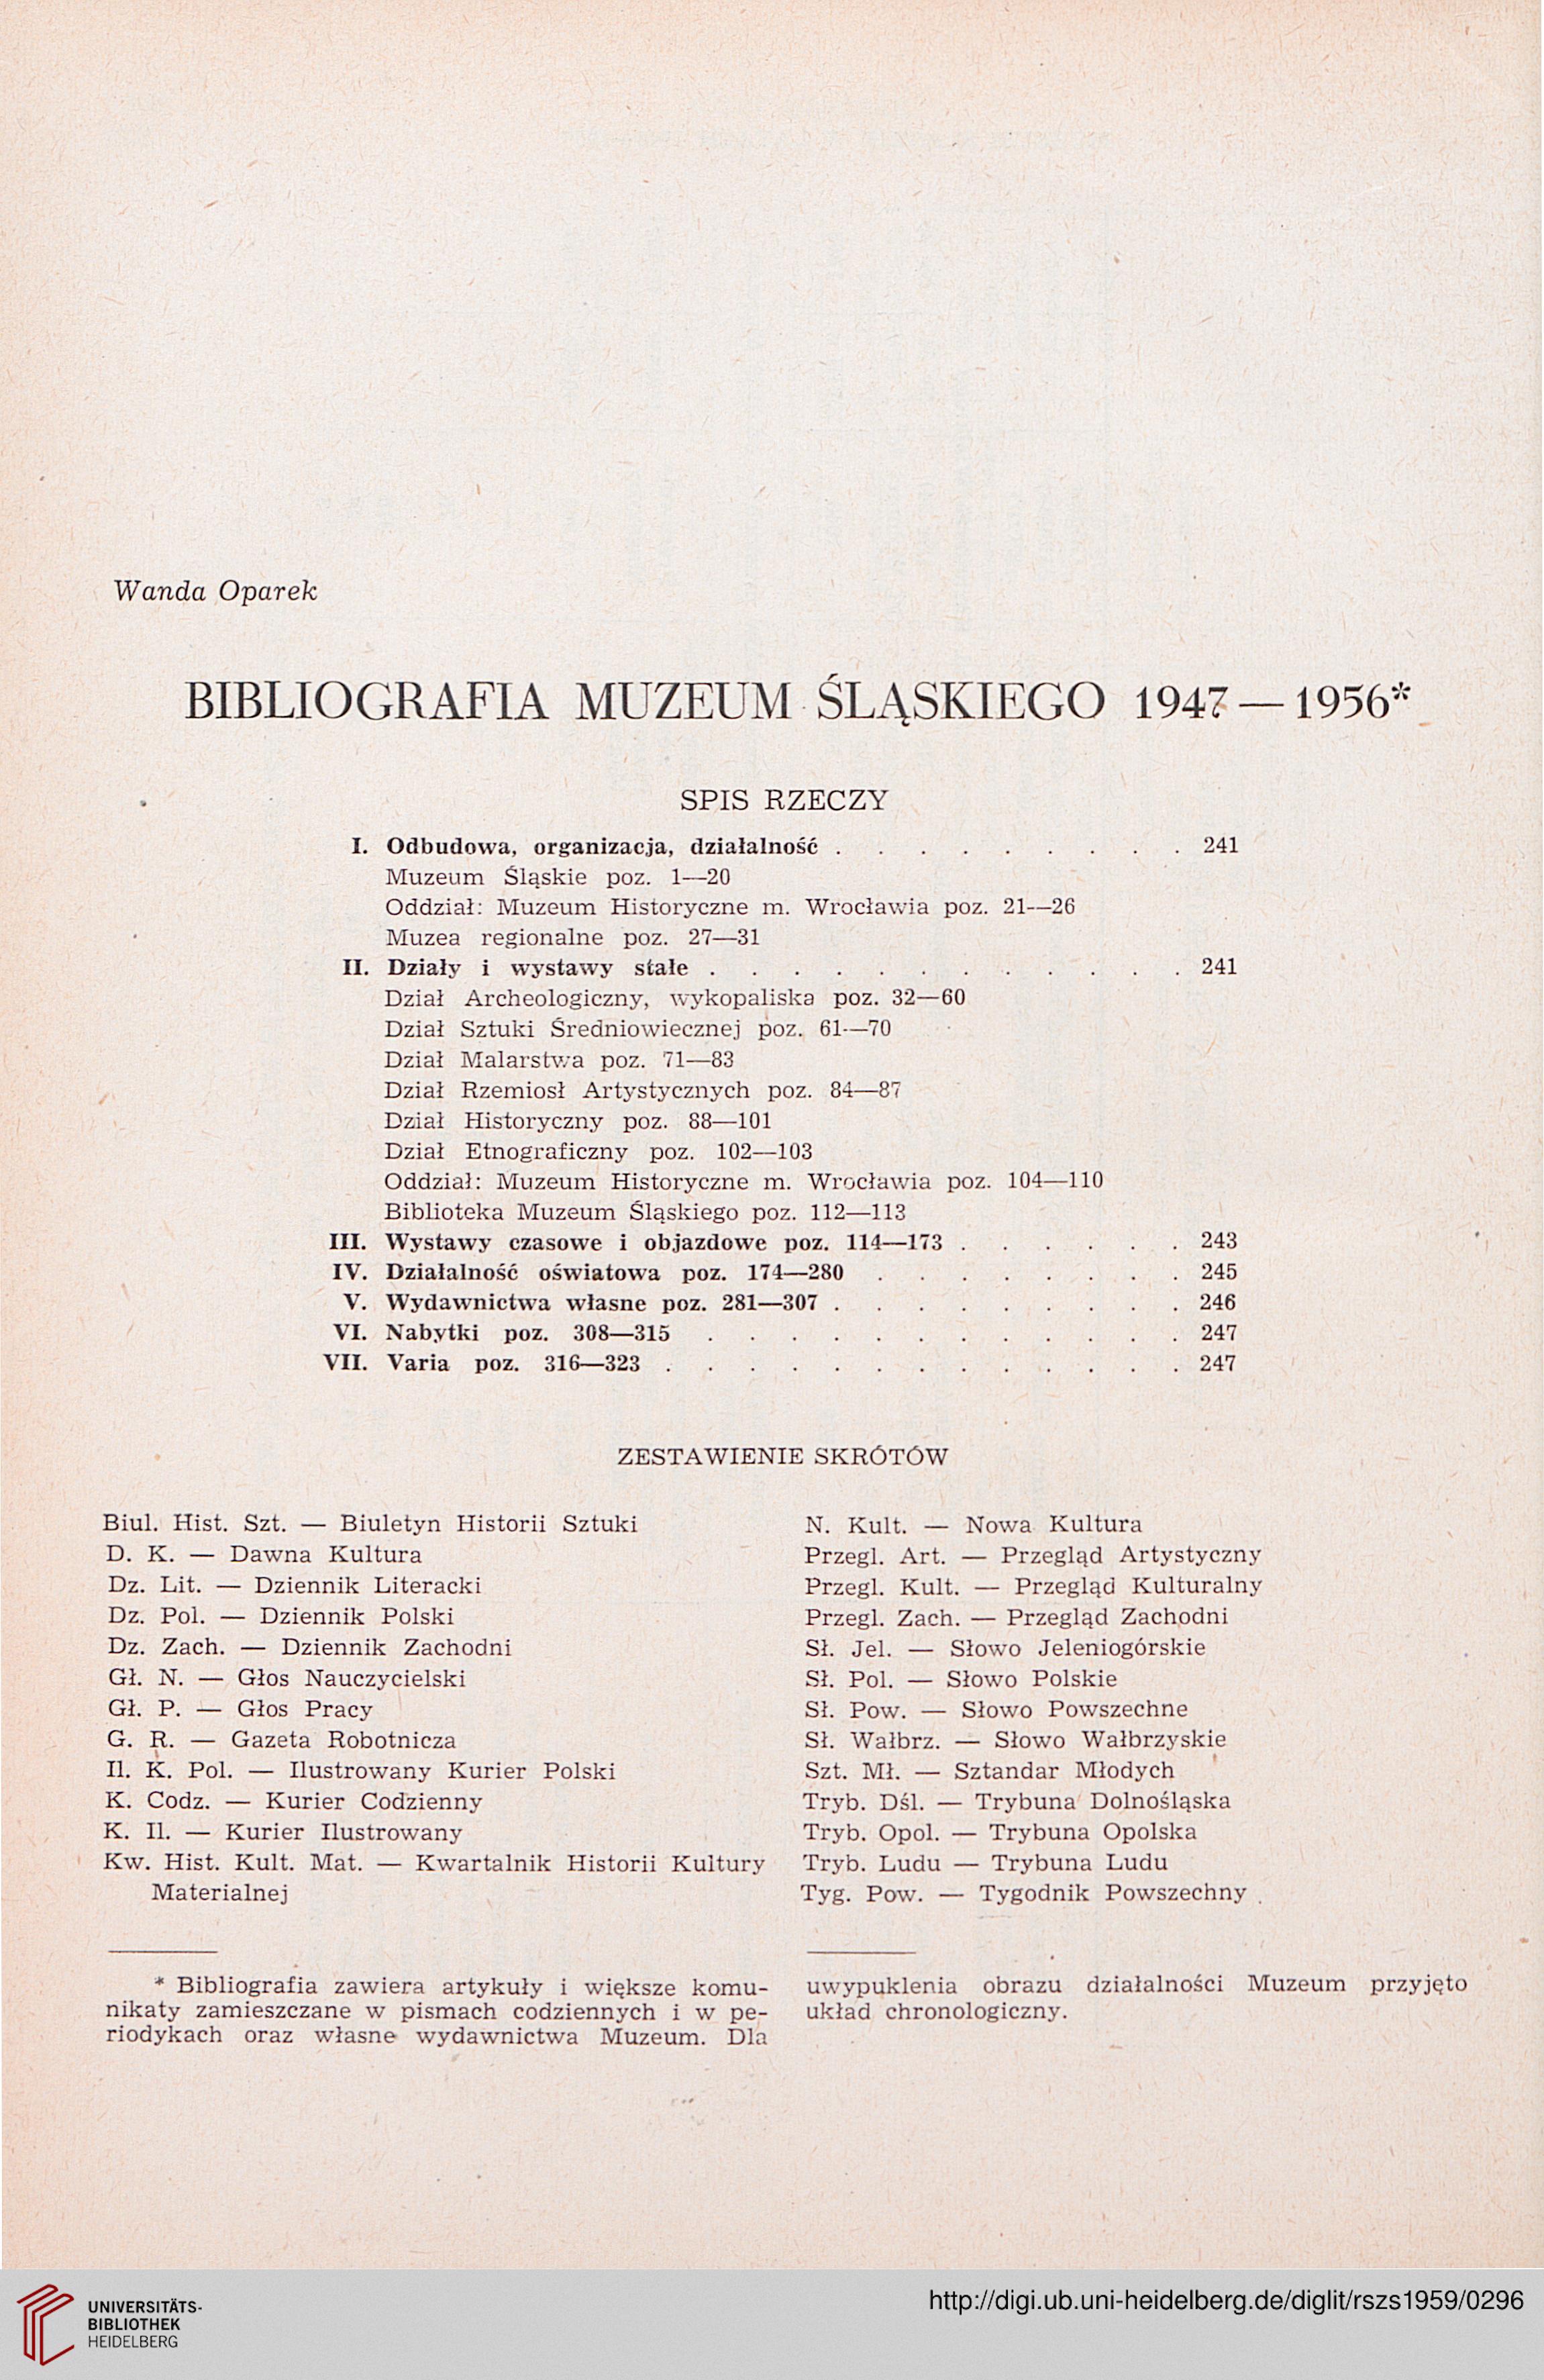 Wanda Oparek
BIBLIOGRAFIA MUZEUM ŚLĄSKIEGO 1947 — 1956*
SPIS RZECZY
I. Odbudowa, organizacja, działalność . . . . . . . . . 241
Muzeum Śląskie poz. 1—20
Oddział: Muzeum Historyczne m. Wrocławia poz. 21—26
Muzea regionalne poz. 27—31
II. Działy i wystawy stałe . . . . . . . . . . . . 241
Dział Archeologiczny, wykopaliska poz. 32—60
Dział Sztuki Średniowiecznej poz. 61—70
Dział Malarstwa poz. 71—83
Dział Rzemiosł Artystycznych poz. 84—87
Dział Historyczny poz. 88—101
Dział Etnograficzny poz. 102—103
Oddział: Muzeum Historyczne m. Wrocławia poz. 104—110
Biblioteka Muzeum Śląskiego poz. 112—113
III. Wystawy czasowe i objazdowe poz. 114—173 . . . . . . 243
IV. Działalność oświatowa poz. 174—280 . . . . . . . . 245
V. Wydawnictwa własne poz. 281—307 . . . . . . . . . 246
VI. Nabytki poz. 308—315 . . . . . . . . . . . . 247
VII. Varia poz. 316—323 . . . . . . . . . . . . . 247
ZESTAWIENIE SKRÓTÓW
Biul. Hist. Szt. — Biuletyn Historii Sztuki
D. K. — Dawna Kultura
Dz. Lit. — Dziennik Literacki
Dz. Pol. — Dziennik Polski
Dz. Zach. — Dziennik Zachodni
Gł. N. — Głos Nauczycielski
Gł. P. — Głos Pracy
G. R. — Gazeta Robotnicza
Il. K. Pol. — Ilustrowany Kurier Polski
K. Codz. — Kurier Codzienny
K. Il. — Kurier Ilustrowany
Kw. Hist. Kult. Mat. — Kwartalnik Historii Kultury
Materialnej
N. Kult. — Nowa Kultura
Przegl. Art. — Przegląd Artystyczny
Przegl. Kult. — Przegląd Kulturalny
Przegl. Zach. — Przegląd Zachodni
Sł. Jel. — Słowo Jeleniogórskie
Sł. Pol. — Słowo Polskie
Sł. Pow. — Słowo Powszechne
Sł. Wałbrz. — Słowo Wałbrzyskie
Szt. Mł. — Sztandar Młodych
Tryb. Dśl. — Trybuna Dolnośląska
Tryb. Opol. — Trybuna Opolska
Tryb. Ludu — Trybuna Ludu
Tyg. Pow. — Tygodnik Powszechny
* Bibliografia zawiera artykuły i większe komu-
nikaty zamieszczane w pismach codziennych i w pe-
riodykach oraz własne wydawnictwa Muzeum. Dla
uwypuklenia obrazu działalności Muzeum przyjęto
układ chronologiczny.
UNIVERSITÄTS-
BIBLIOTHEK
HEIDELBERG
http://digi.ub.uni-heidelberg.de/diglit/rszs1959/0296